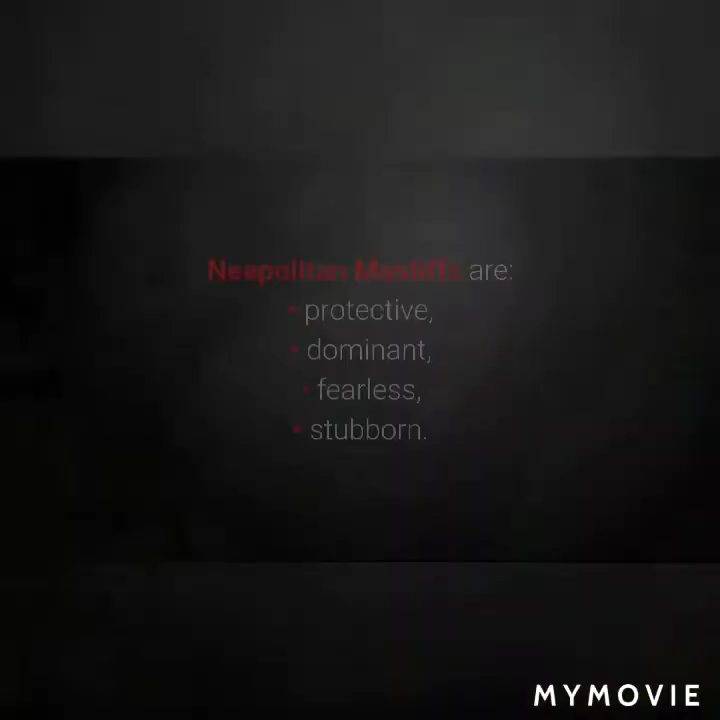 Neapolitan Mastiffs are:
• protective,
• dominant,
• fearless,
• stubborn.
MYMOVIE